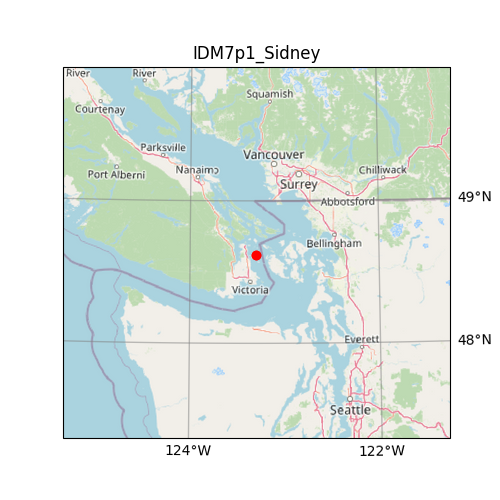 IDM7p1_Sidney
River
River
Squamish
Courtenay
Vancouver
Parksville
Nanaimo
Port Alberni
Chilliwack
Surrey
Abbotsford
49°N
Bellingham
Victoria
48°N
Everett
Seattle
124°W
122°W